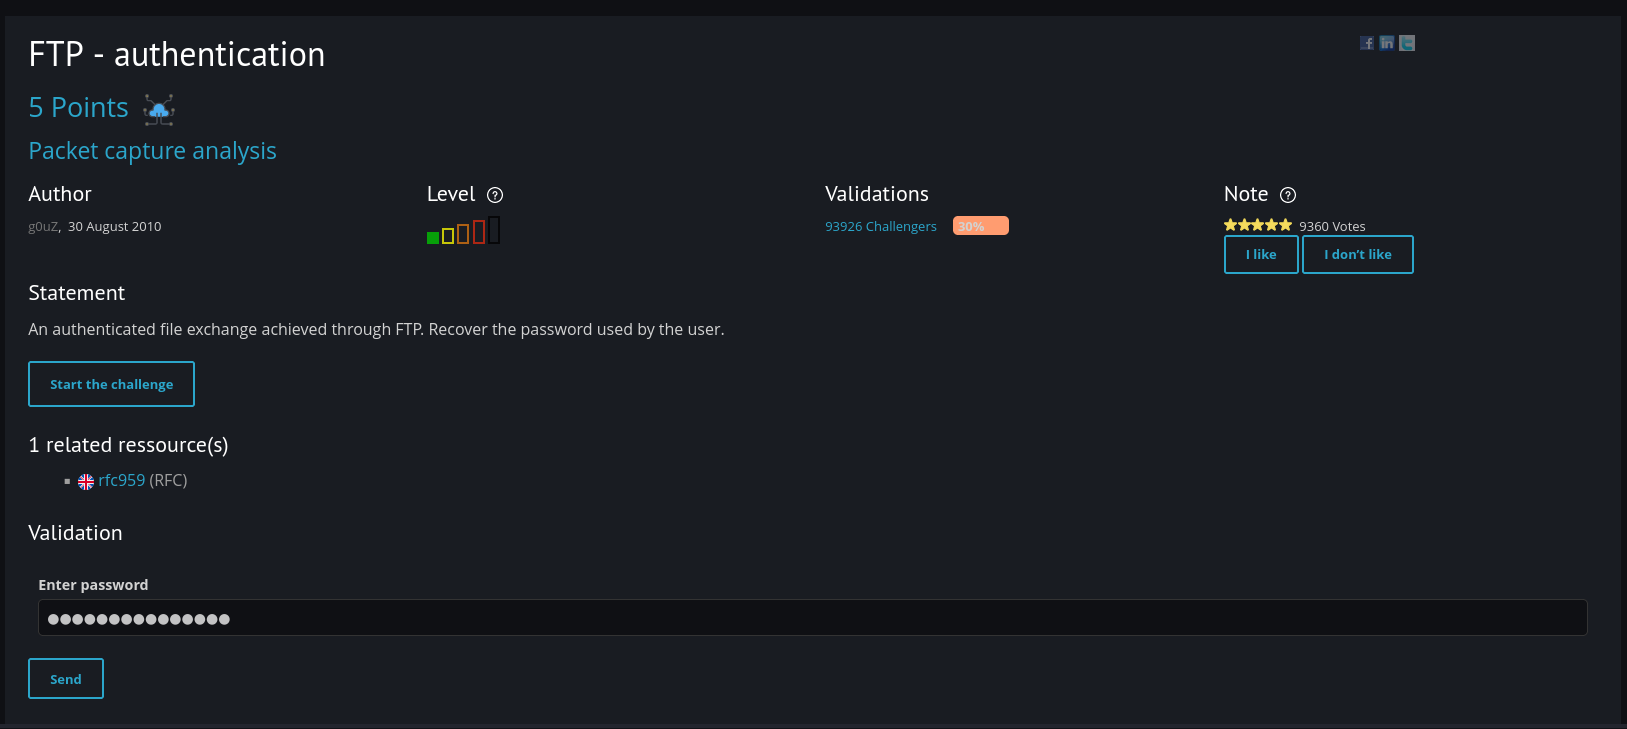 FTP - authentication
5 Points
Packet capture analysis
Author
g0uZ, 30 August 2010
Level ?
Validations
93926 Challengers 30%
Note ?
9360 Votes
I like I don't like
Statement
An authenticated file exchange achieved through FTP. Recover the password used by the user.
Start the challenge
1 related ressource(s)
rfc959 (RFC)
Validation
Enter password
●●●●●●●●●●●●●●●
Send